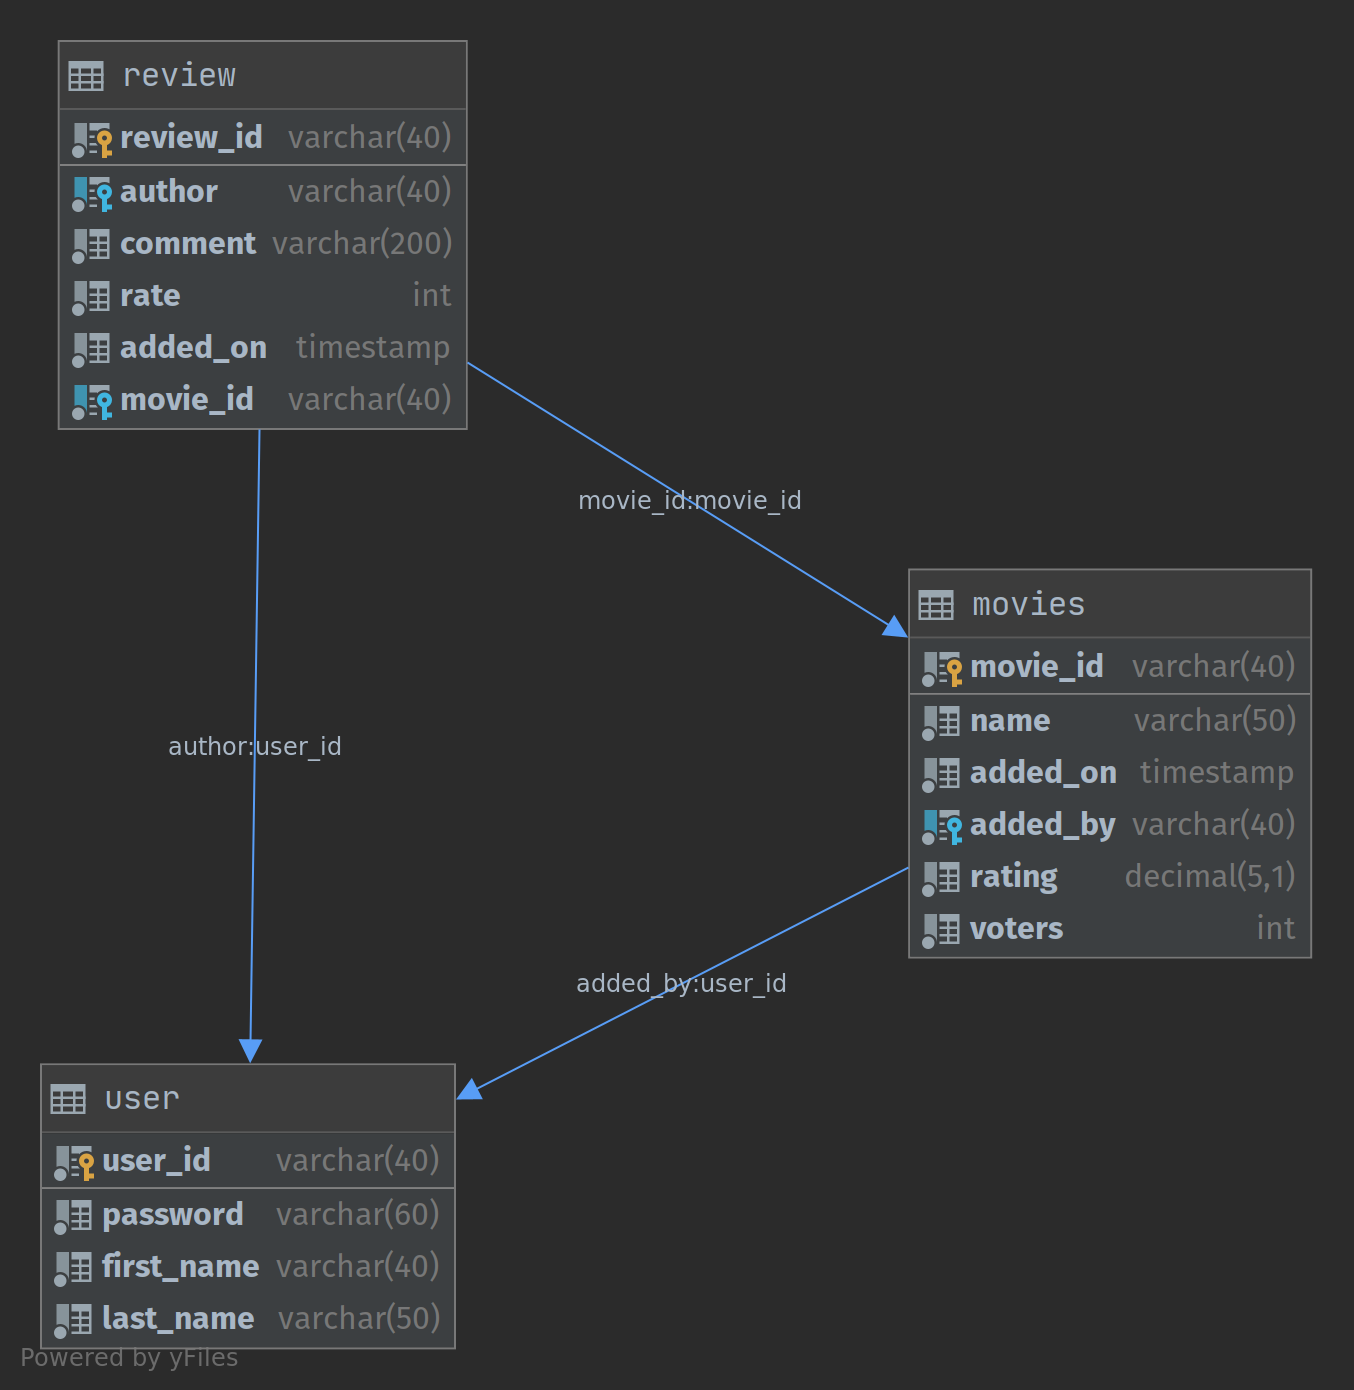 review
review_id varchar(40)
author varchar(40)
comment varchar(200)
rate int
added_on timestamp
movie_id varchar(40)
movie_id:movie_id
movies
movie_id varchar(40)
name varchar(50)
added_on timestamp
added_by varchar(40)
rating decimal(5,1)
voters int
author:user_id
added_by:user_id
user
user_id varchar(40)
password varchar(60)
first_name varchar(40)
last_name varchar(50)
Powered by yFiles